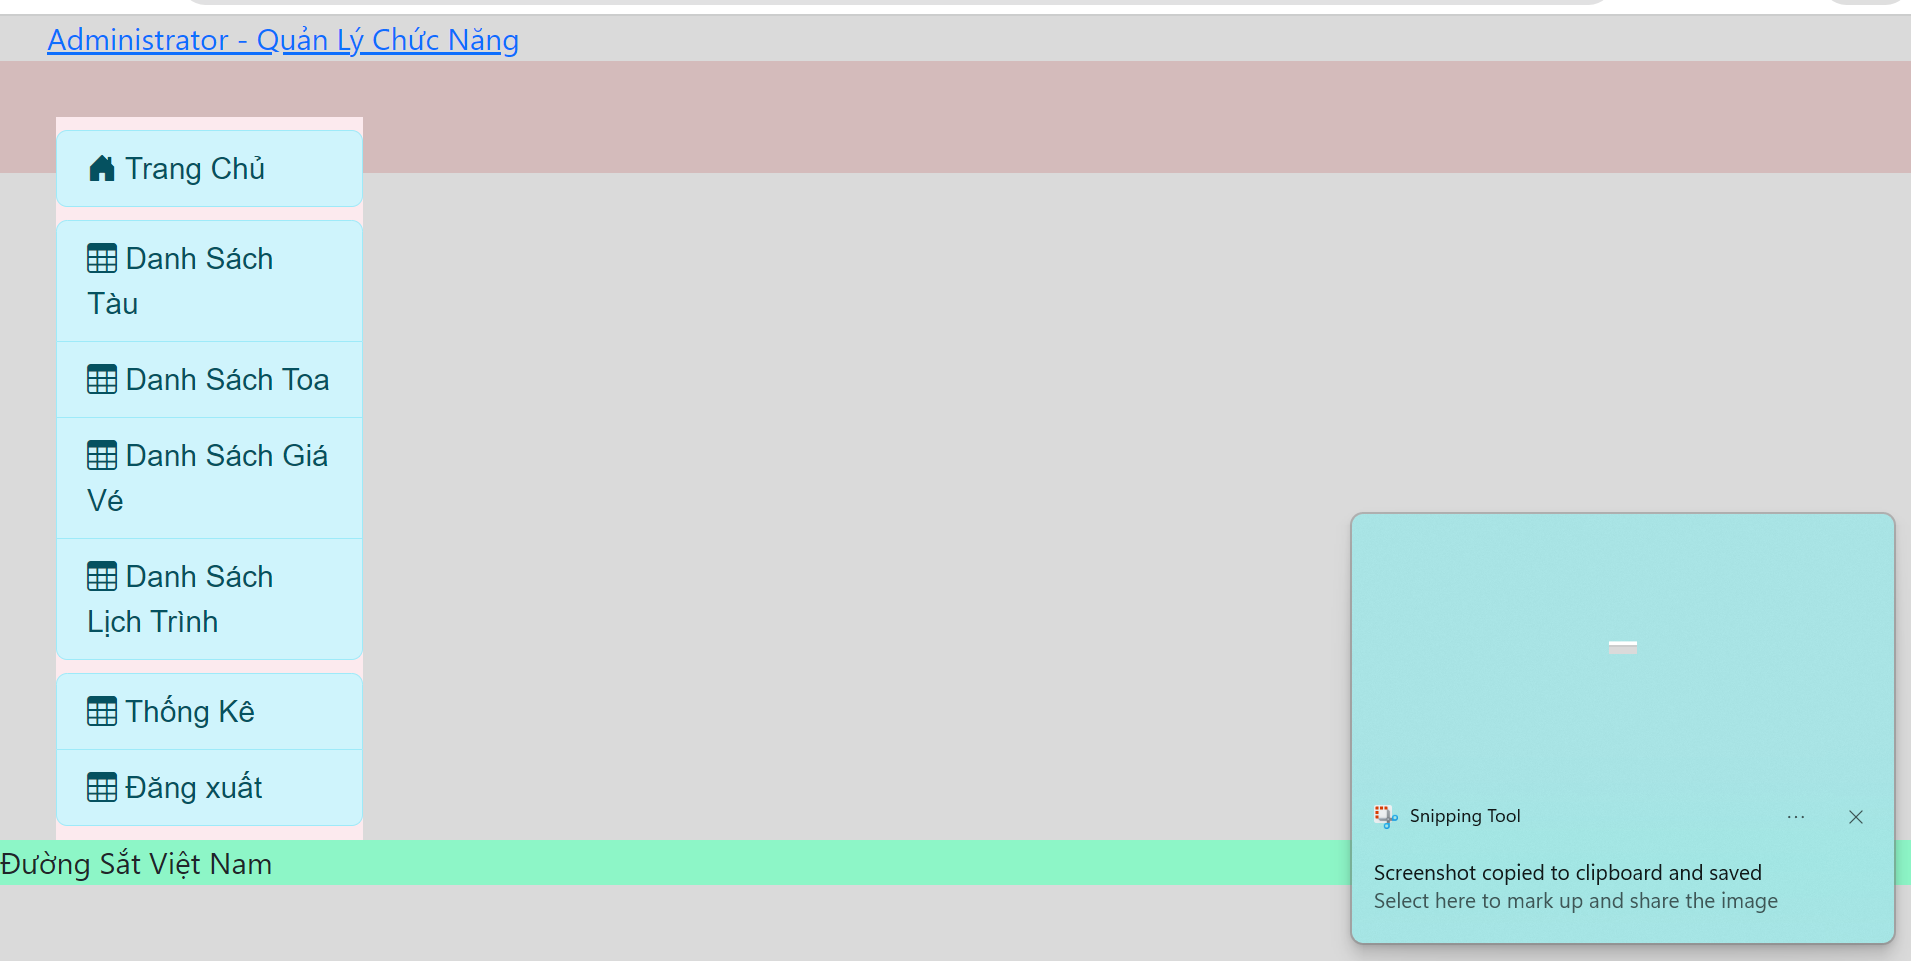 Administrator - Quản Lý Chức Năng
Trang Chủ
Danh Sách
Tàu
Danh Sách Toa
Danh Sách Giá
Vé
Danh Sách
Lịch Trình
Thống Kê
Đăng xuất
Snipping Tool
Screenshot copied to clipboard and saved
Select here to mark up and share the image
Đường Sắt Việt Nam